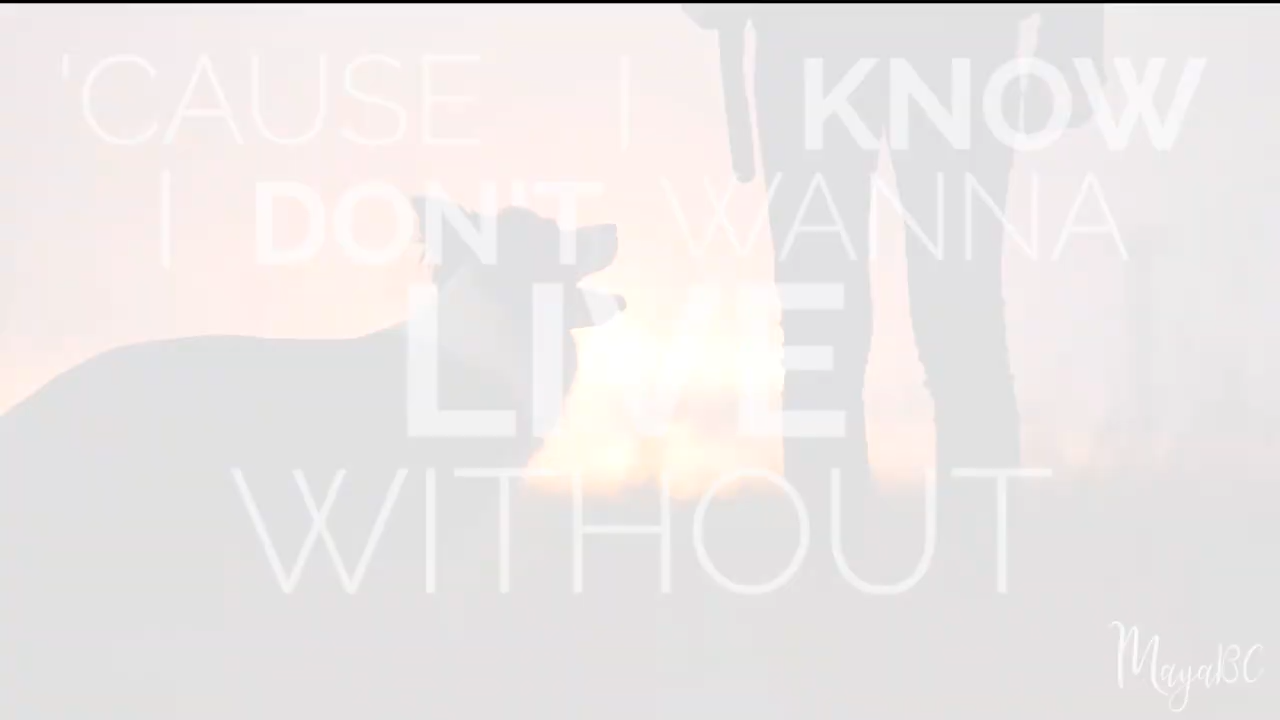 'CAUSE I KNOW
I DON'T WANNA
LIVE
WITHOUT
MayaBC